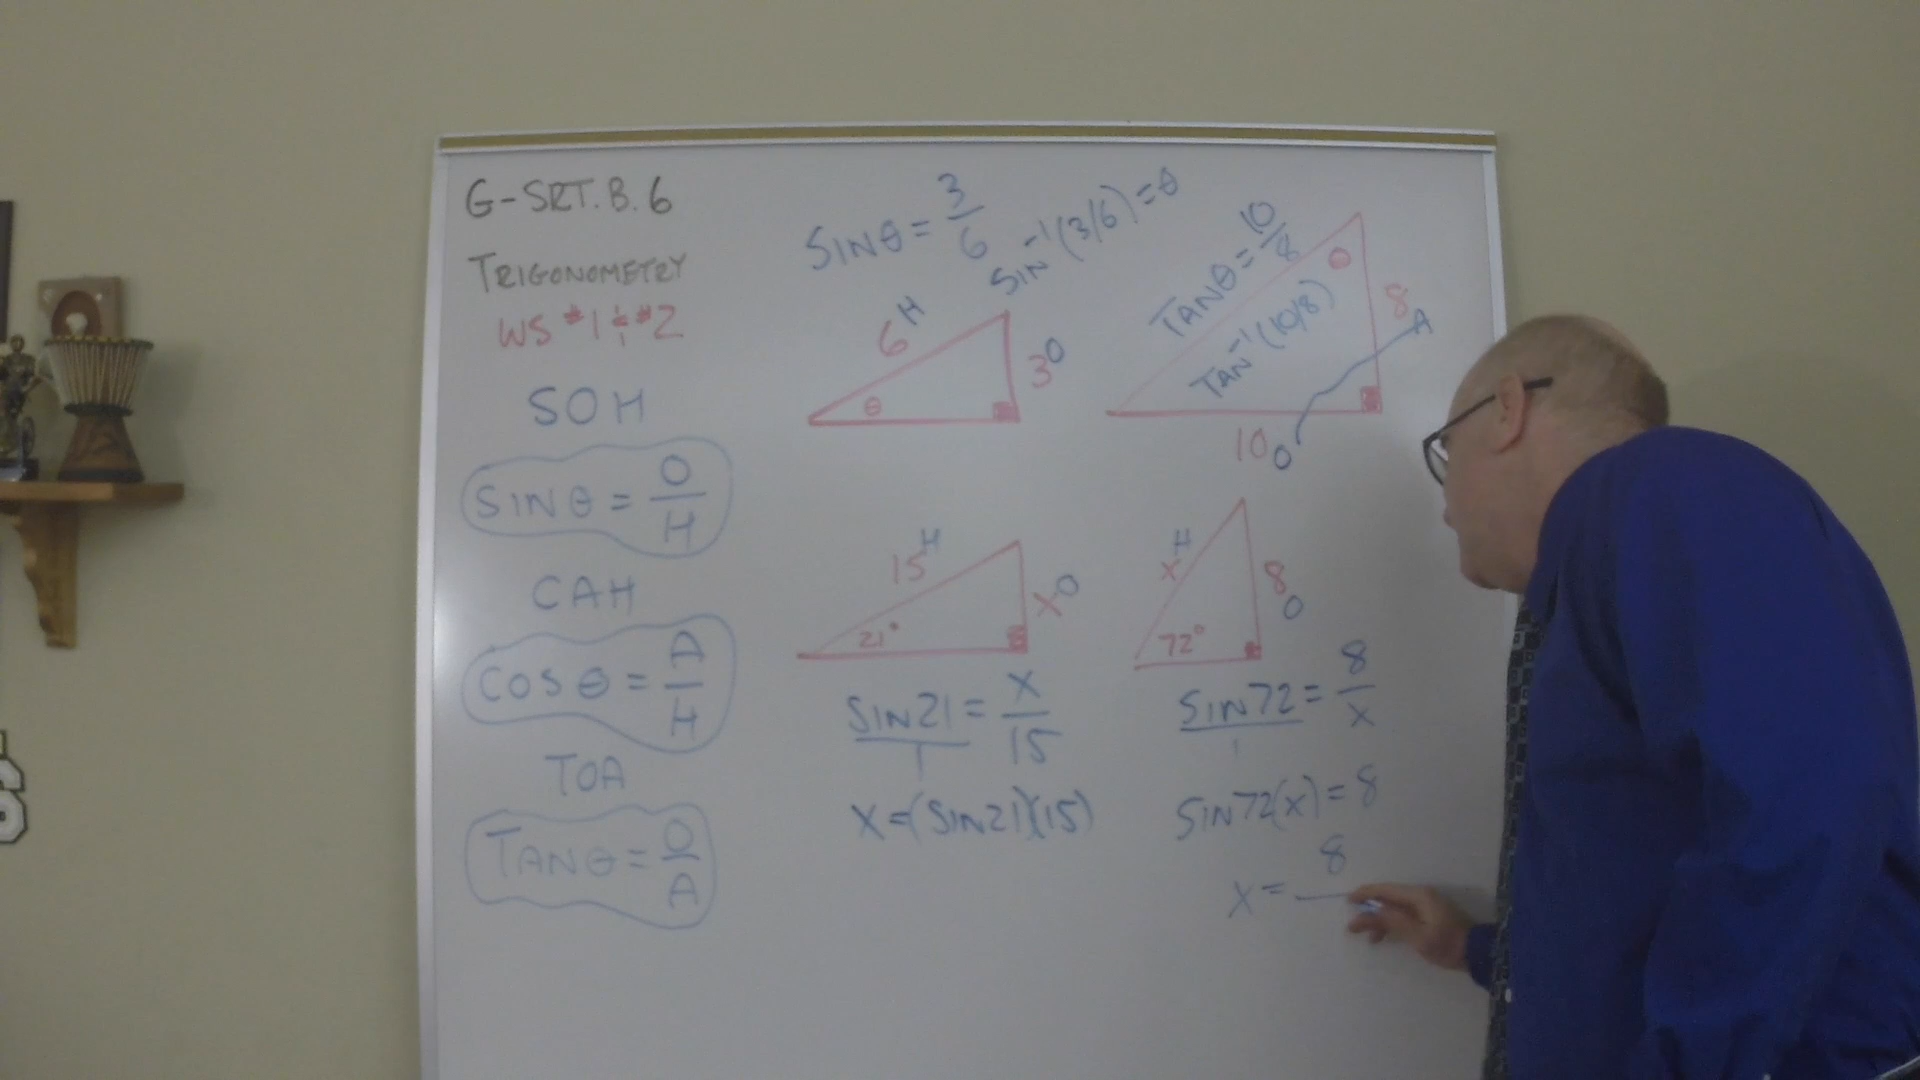 G-SRT.B.6
TRIGONOMETRY
WS #1 & #2
SOH
SINθ = O/H
CAH
COSθ = A/H
TOA
TANθ = O/A
SINθ = 3/6
SIN⁻¹(3/6) = θ
6 H
3 O
θ
TANθ = 10/8
TAN⁻¹(10/8)
θ
8 A
10 O
15 H
X O
21°
SIN21/1 = X/15
X = (SIN21)(15)
X H
8 O
72°
SIN72/1 = 8/X
SIN72(X) = 8
X = 8/